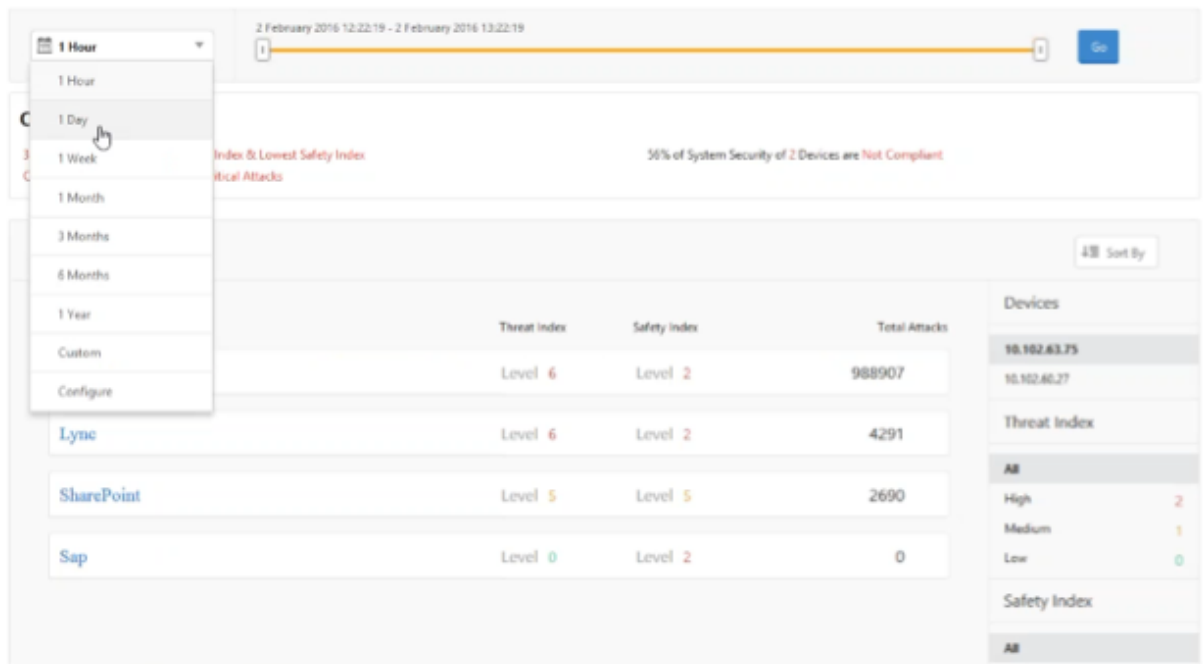 2 February 2016 12:22:19 - 2 February 2016 13:22:19
1 Hour
Go
1 Hour
1 Day
1 Week
1 Month
3 Months
6 Months
1 Year
Custom
Configure
Index & Lowest Safety Index
56% of System Security of 2 Devices are Not Compliant
Attacks
Sort By
Threat Index Safety Index Total Attacks
Level 6 Level 2 988907
Lync Level 6 Level 2 4291
SharePoint Level 5 Level 5 2690
Sap Level 0 Level 2 0
Devices
10.102.63.75
10.102.60.27
Threat Index
All
High 2
Medium 1
Low 0
Safety Index
All